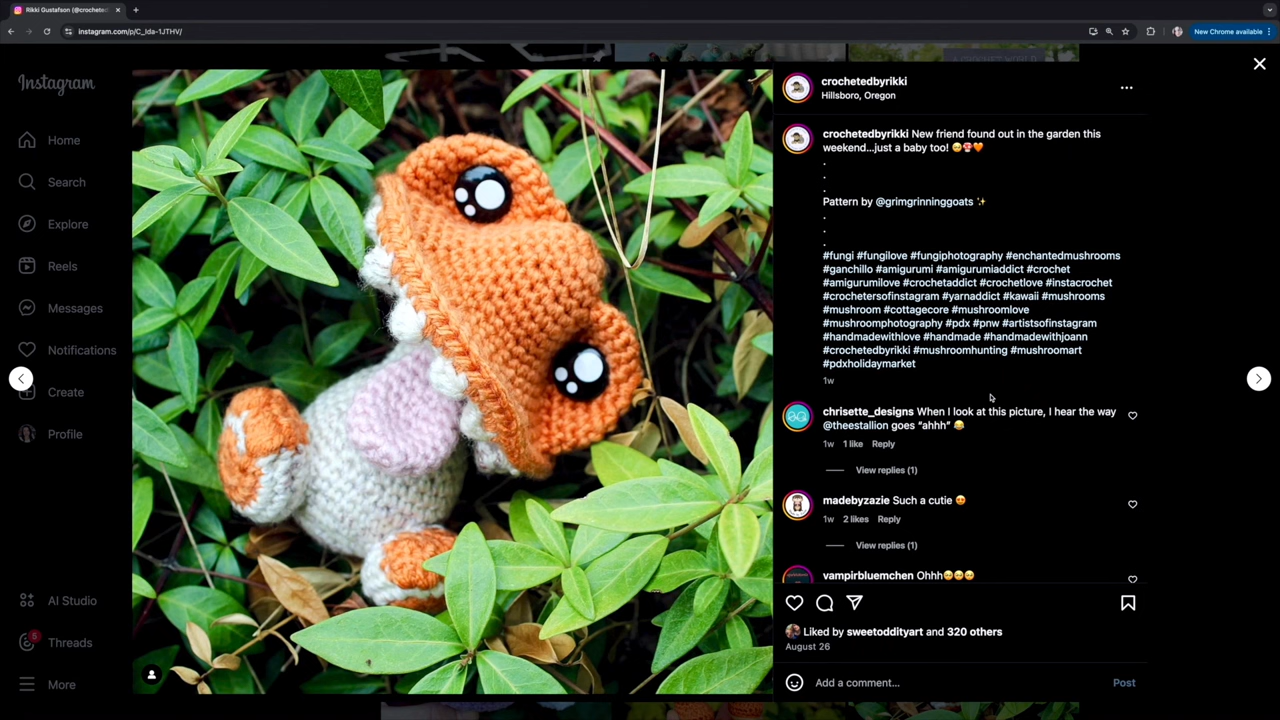 Rikki Gustafson (@crocheted
instagram.com/p/C_Ida-1JTHV/
New Chrome available
Instagram
Home
Search
Explore
Reels
Messages
Notifications
Create
Profile
AI Studio
5
Threads
More
crochetedbyrikki
Hillsboro, Oregon
crochetedbyrikki New friend found out in the garden this
weekend...just a baby too! 🥹🍄🧡
.
.
.
Pattern by @grimgrinninggoats ✨
.
.
.
#fungi #fungilove #fungiphotography #enchantedmushrooms
#ganchillo #amigurumi #amigurumiaddict #crochet
#amigurumilove #crochetaddict #crochetlove #instacrochet
#crochetersofinstagram #yarnaddict #kawaii #mushrooms
#mushroom #cottagecore #mushroomlove
#mushroomphotography #pdx #pnw #artistsofinstagram
#handmadewithlove #handmade #handmadewithjoann
#crochetedbyrikki #mushroomhunting #mushroomart
#pdxholidaymarket
1w
chrisette_designs When I look at this picture, I hear the way
@theestallion goes “ahhh” 😂
1w 1 like Reply
View replies (1)
madebyzazie Such a cutie 😍
1w 2 likes Reply
View replies (1)
vampirbluemchen Ohhh🥹🥹🥹
Liked by sweetoddityart and 320 others
August 26
Add a comment...
Post